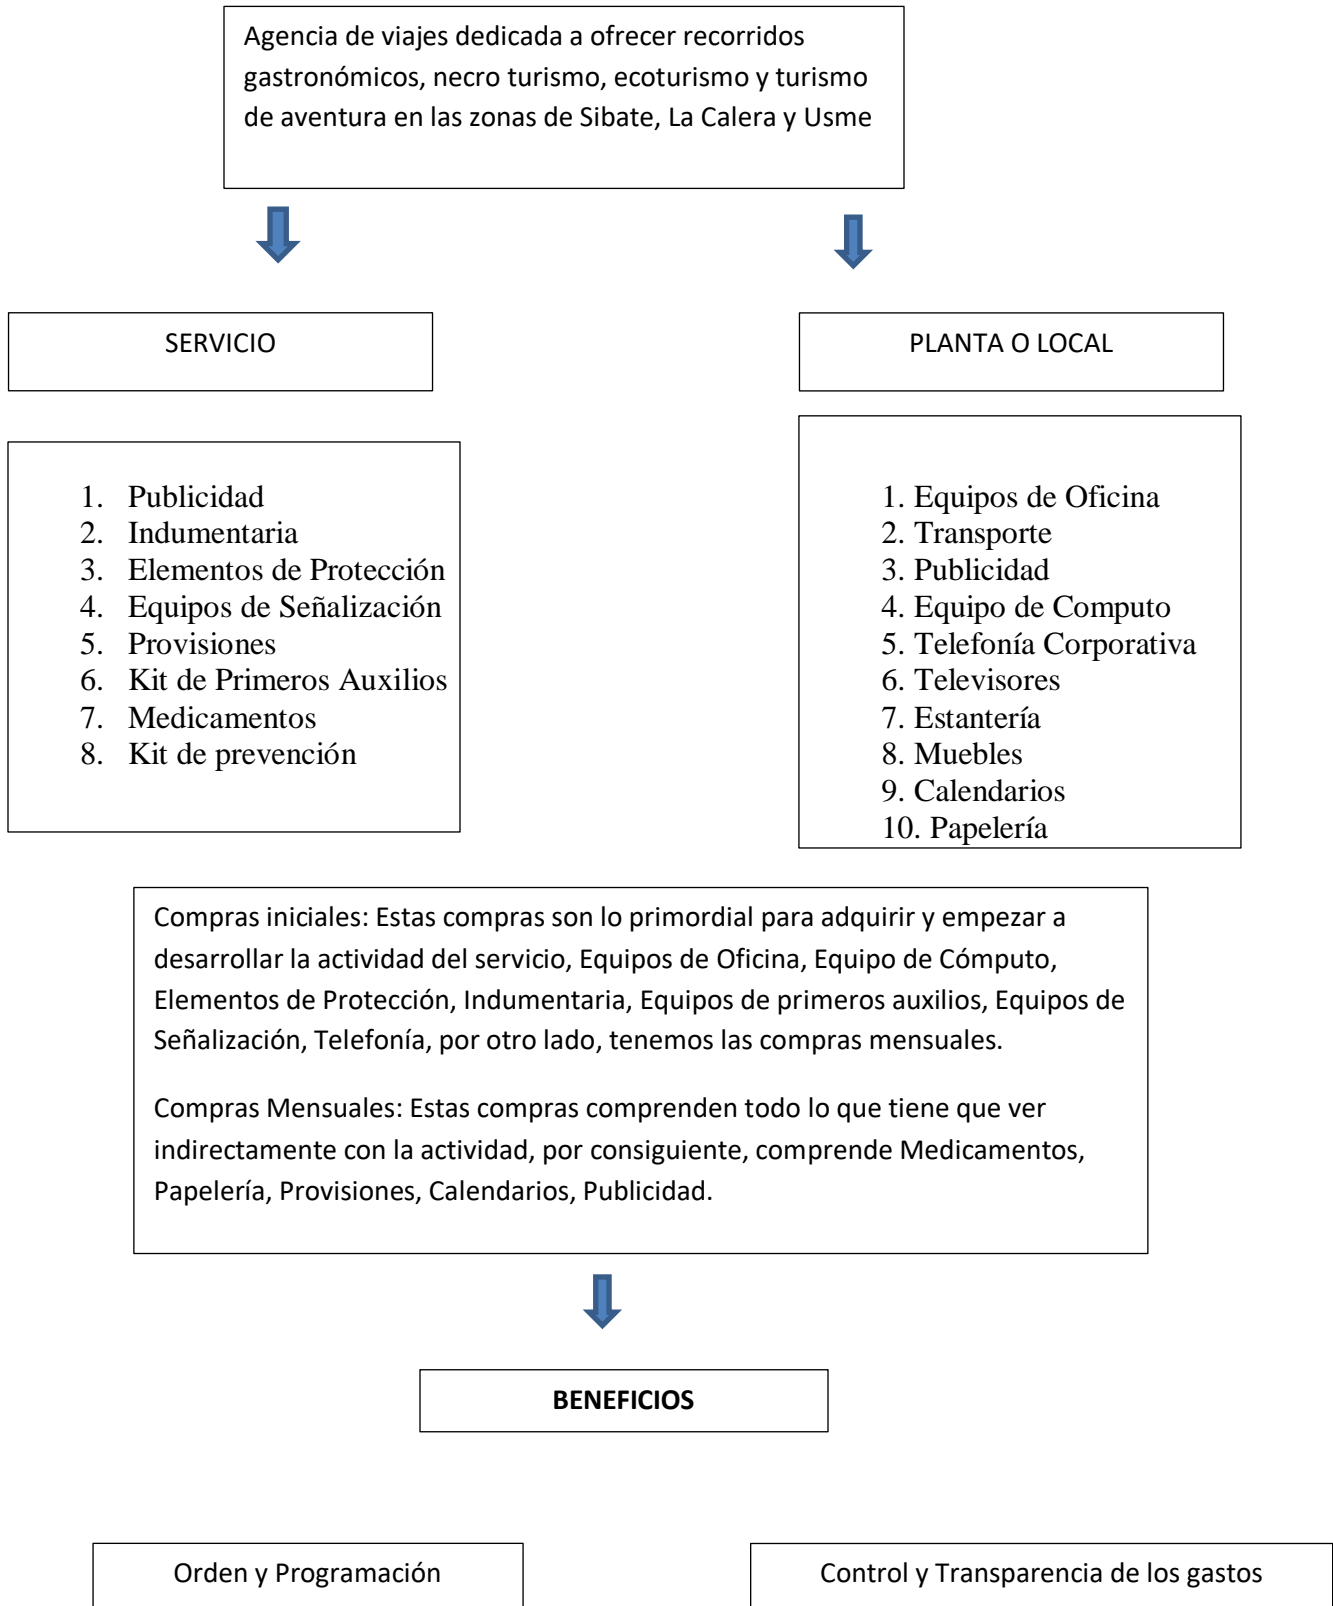 Agencia de viajes dedicada a ofrecer recorridos
gastronómicos, necro turismo, ecoturismo y turismo
de aventura en las zonas de Sibate, La Calera y Usme
SERVICIO
PLANTA O LOCAL
1. Publicidad
2. Indumentaria
3. Elementos de Protección
4. Equipos de Señalización
5. Provisiones
6. Kit de Primeros Auxilios
7. Medicamentos
8. Kit de prevención
1. Equipos de Oficina
2. Transporte
3. Publicidad
4. Equipo de Computo
5. Telefonía Corporativa
6. Televisores
7. Estantería
8. Muebles
9. Calendarios
10. Papelería
Compras iniciales: Estas compras son lo primordial para adquirir y empezar a
desarrollar la actividad del servicio, Equipos de Oficina, Equipo de Cómputo,
Elementos de Protección, Indumentaria, Equipos de primeros auxilios, Equipos de
Señalización, Telefonía, por otro lado, tenemos las compras mensuales.
Compras Mensuales: Estas compras comprenden todo lo que tiene que ver
indirectamente con la actividad, por consiguiente, comprende Medicamentos,
Papelería, Provisiones, Calendarios, Publicidad.
BENEFICIOS
Orden y Programación
Control y Transparencia de los gastos